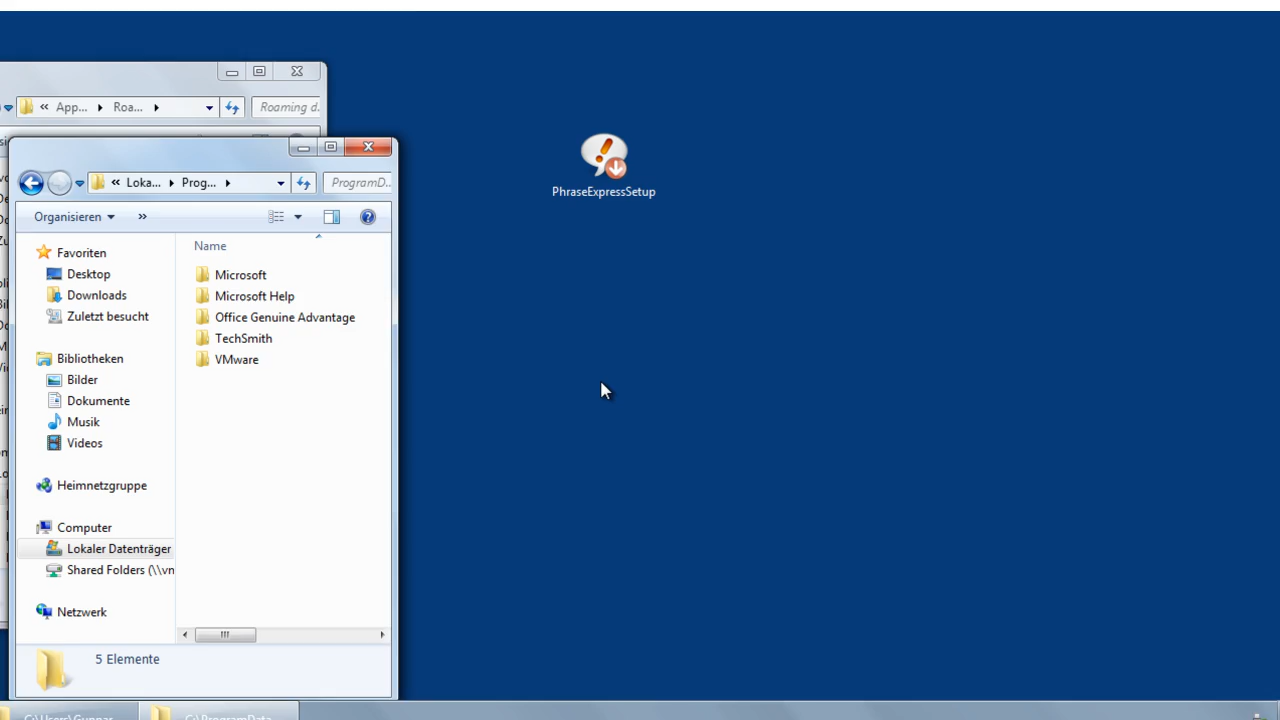 App... Roa...
Roaming d.
Loka... Prog...
ProgramD...
Organisieren
Name
Favoriten
Desktop
Downloads
Zuletzt besucht
Bibliotheken
Bilder
Dokumente
Musik
Videos
Heimnetzgruppe
Computer
Lokaler Datenträger
Shared Folders (\\vn
Netzwerk
Microsoft
Microsoft Help
Office Genuine Advantage
TechSmith
VMware
5 Elemente
PhraseExpressSetup
C:\Users\Gunnar
C:\ProgramData